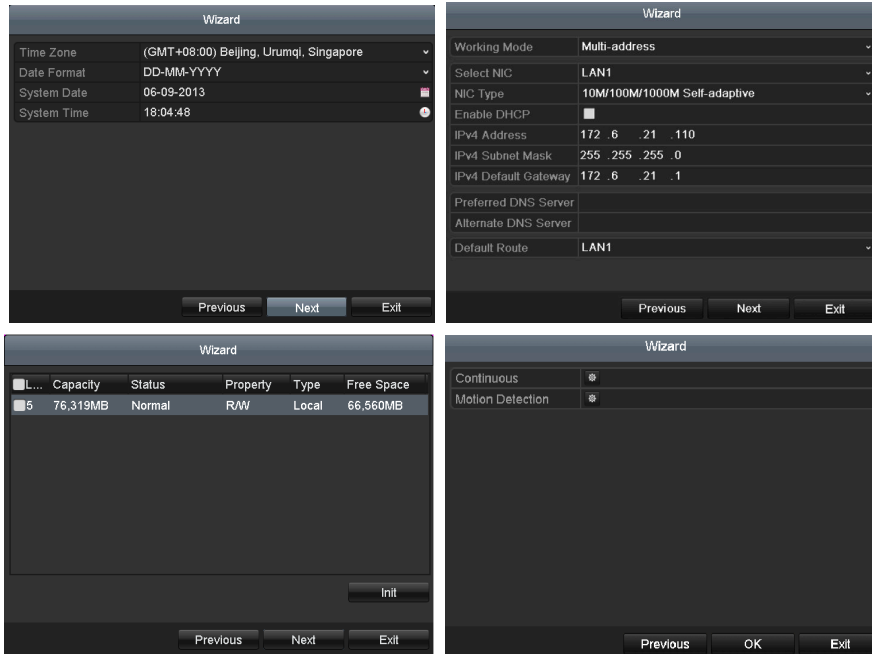 Wizard
Time Zone (GMT+08:00) Beijing, Urumqi, Singapore
Date Format DD-MM-YYYY
System Date 06-09-2013
System Time 18:04:48
Previous Next Exit
Wizard
Working Mode Multi-address
Select NIC LAN1
NIC Type 10M/100M/1000M Self-adaptive
Enable DHCP
IPv4 Address 172 .6 .21 .110
IPv4 Subnet Mask 255 .255 .255 .0
IPv4 Default Gateway 172 .6 .21 .1
Preferred DNS Server
Alternate DNS Server
Default Route LAN1
Previous Next Exit
Wizard
L... Capacity Status Property Type Free Space
5 76,319MB Normal R/W Local 66,560MB
Init
Previous Next Exit
Wizard
Continuous
Motion Detection
Previous OK Exit